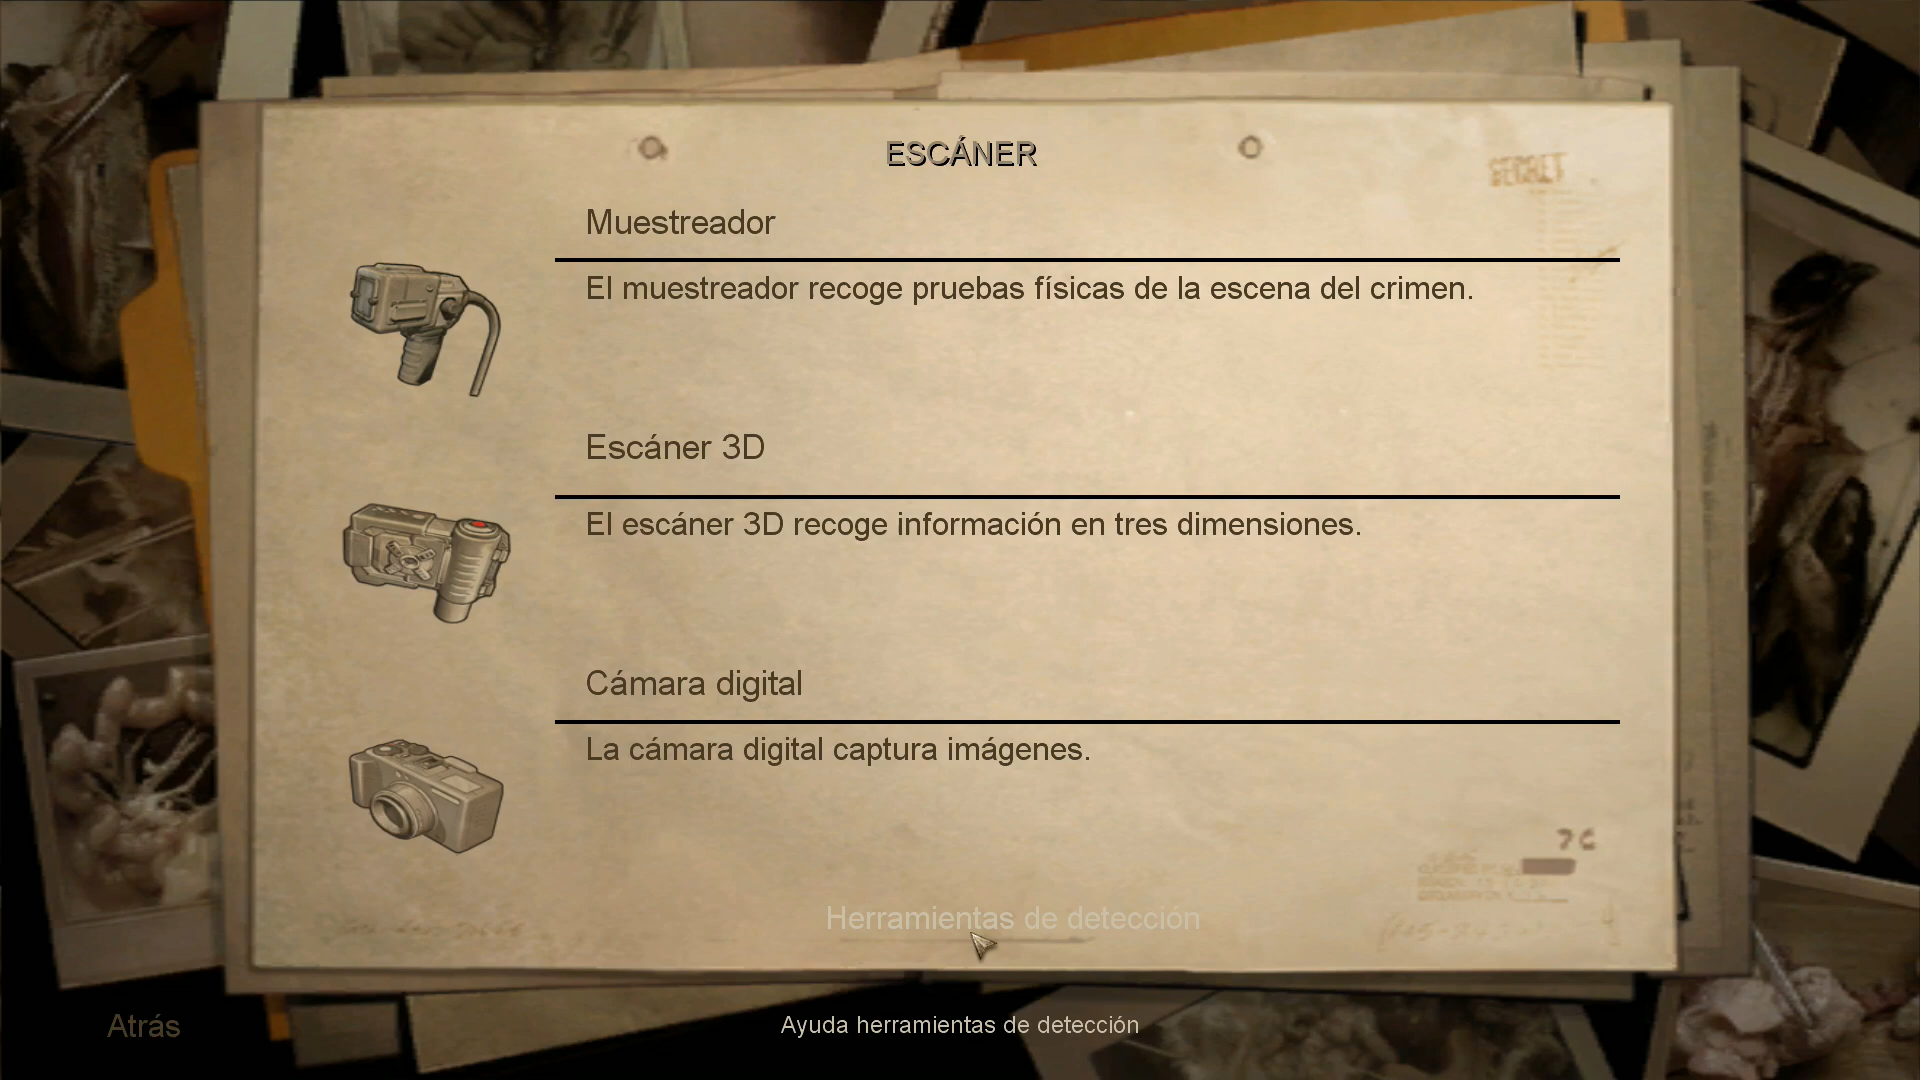 ESCÁNER
SECRET
Muestreador
El muestreador recoge pruebas físicas de la escena del crimen.
Escáner 3D
El escáner 3D recoge información en tres dimensiones.
Cámara digital
La cámara digital captura imágenes.
Herramientas de detección
Atrás
Ayuda herramientas de detección